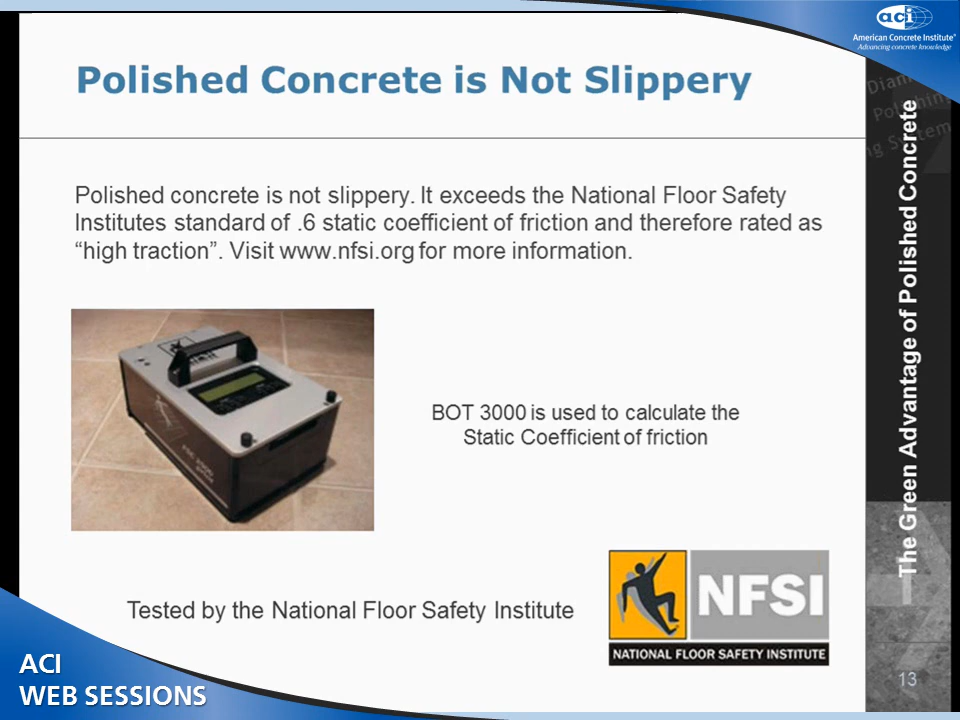 aci
American Concrete Institute®
Advancing concrete knowledge
Polished Concrete is Not Slippery
Polished concrete is not slippery. It exceeds the National Floor Safety
Institutes standard of .6 static coefficient of friction and therefore rated as
“high traction”. Visit www.nfsi.org for more information.
BOT 3000 is used to calculate the
Static Coefficient of friction
Tested by the National Floor Safety Institute
NFSI
NATIONAL FLOOR SAFETY INSTITUTE
The Green Advantage of Polished Concrete
13
ACI
WEB SESSIONS